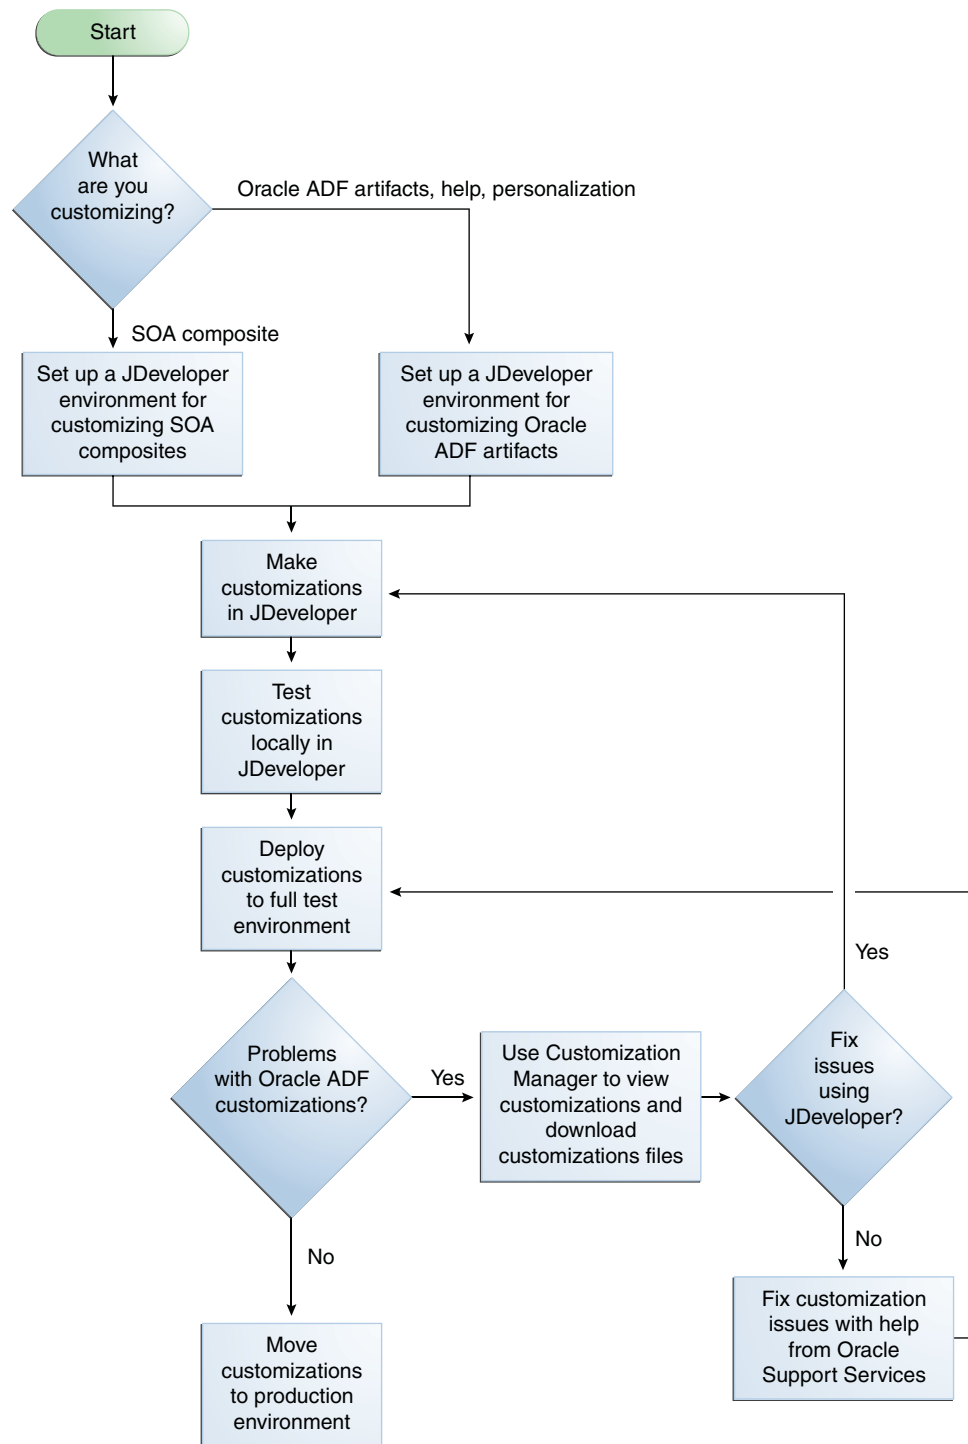 Start
What
are you
customizing?
Oracle ADF artifacts, help, personalization
SOA composite
Set up a JDeveloper
environment for
customizing SOA
composites
Set up a JDeveloper
environment for
customizing Oracle
ADF artifacts
Make
customizations
in JDeveloper
Test
customizations
locally in
JDeveloper
Deploy
customizations
to full test
environment
Yes
Problems
with Oracle ADF
customizations?
Yes
Use Customization
Manager to view
customizations and
download
customizations files
Fix
issues
using
JDeveloper?
No
No
Fix customization
issues with help
from Oracle
Support Services
Move
customizations
to production
environment